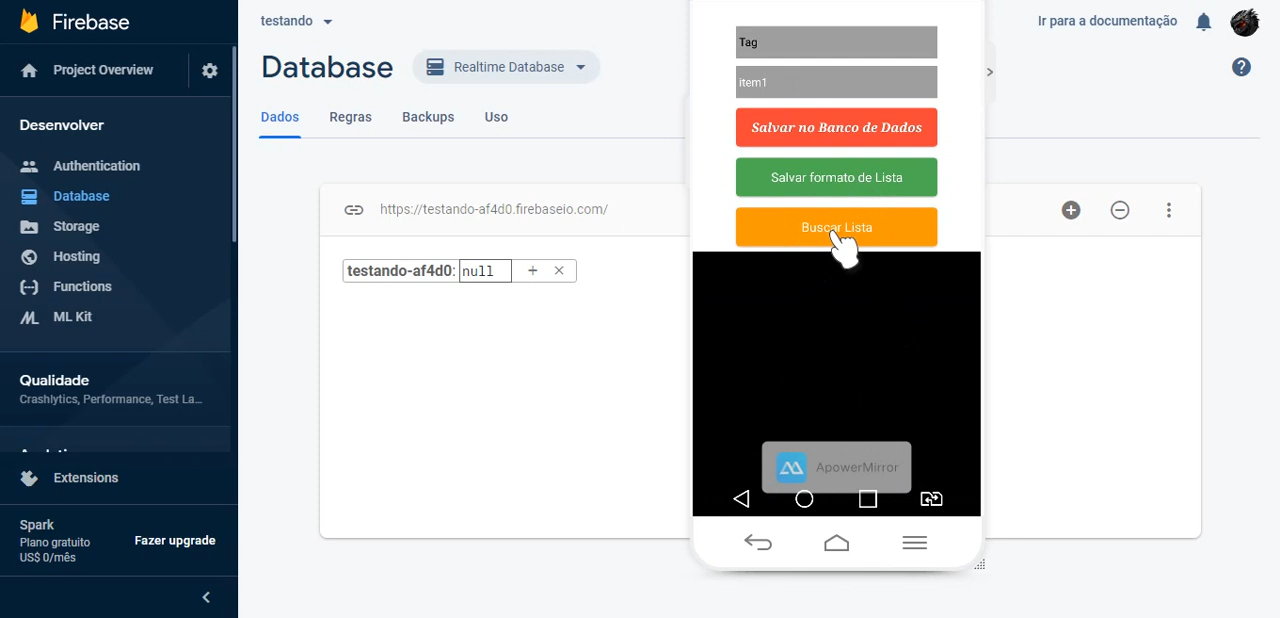 Firebase
Project Overview
Desenvolver
Authentication
Database
Storage
Hosting
Functions
ML Kit
Qualidade
Crashlytics, Performance, Test La...
Extensions
Spark
Plano gratuito
US$ 0/mês
Fazer upgrade
testando
Ir para a documentação
Database
Realtime Database
Dados
Regras
Backups
Uso
https://testando-af4d0.firebaseio.com/
testando-af4d0: null
Tag
item1
Salvar no Banco de Dados
Salvar formato de Lista
Buscar Lista
ApowerMirror